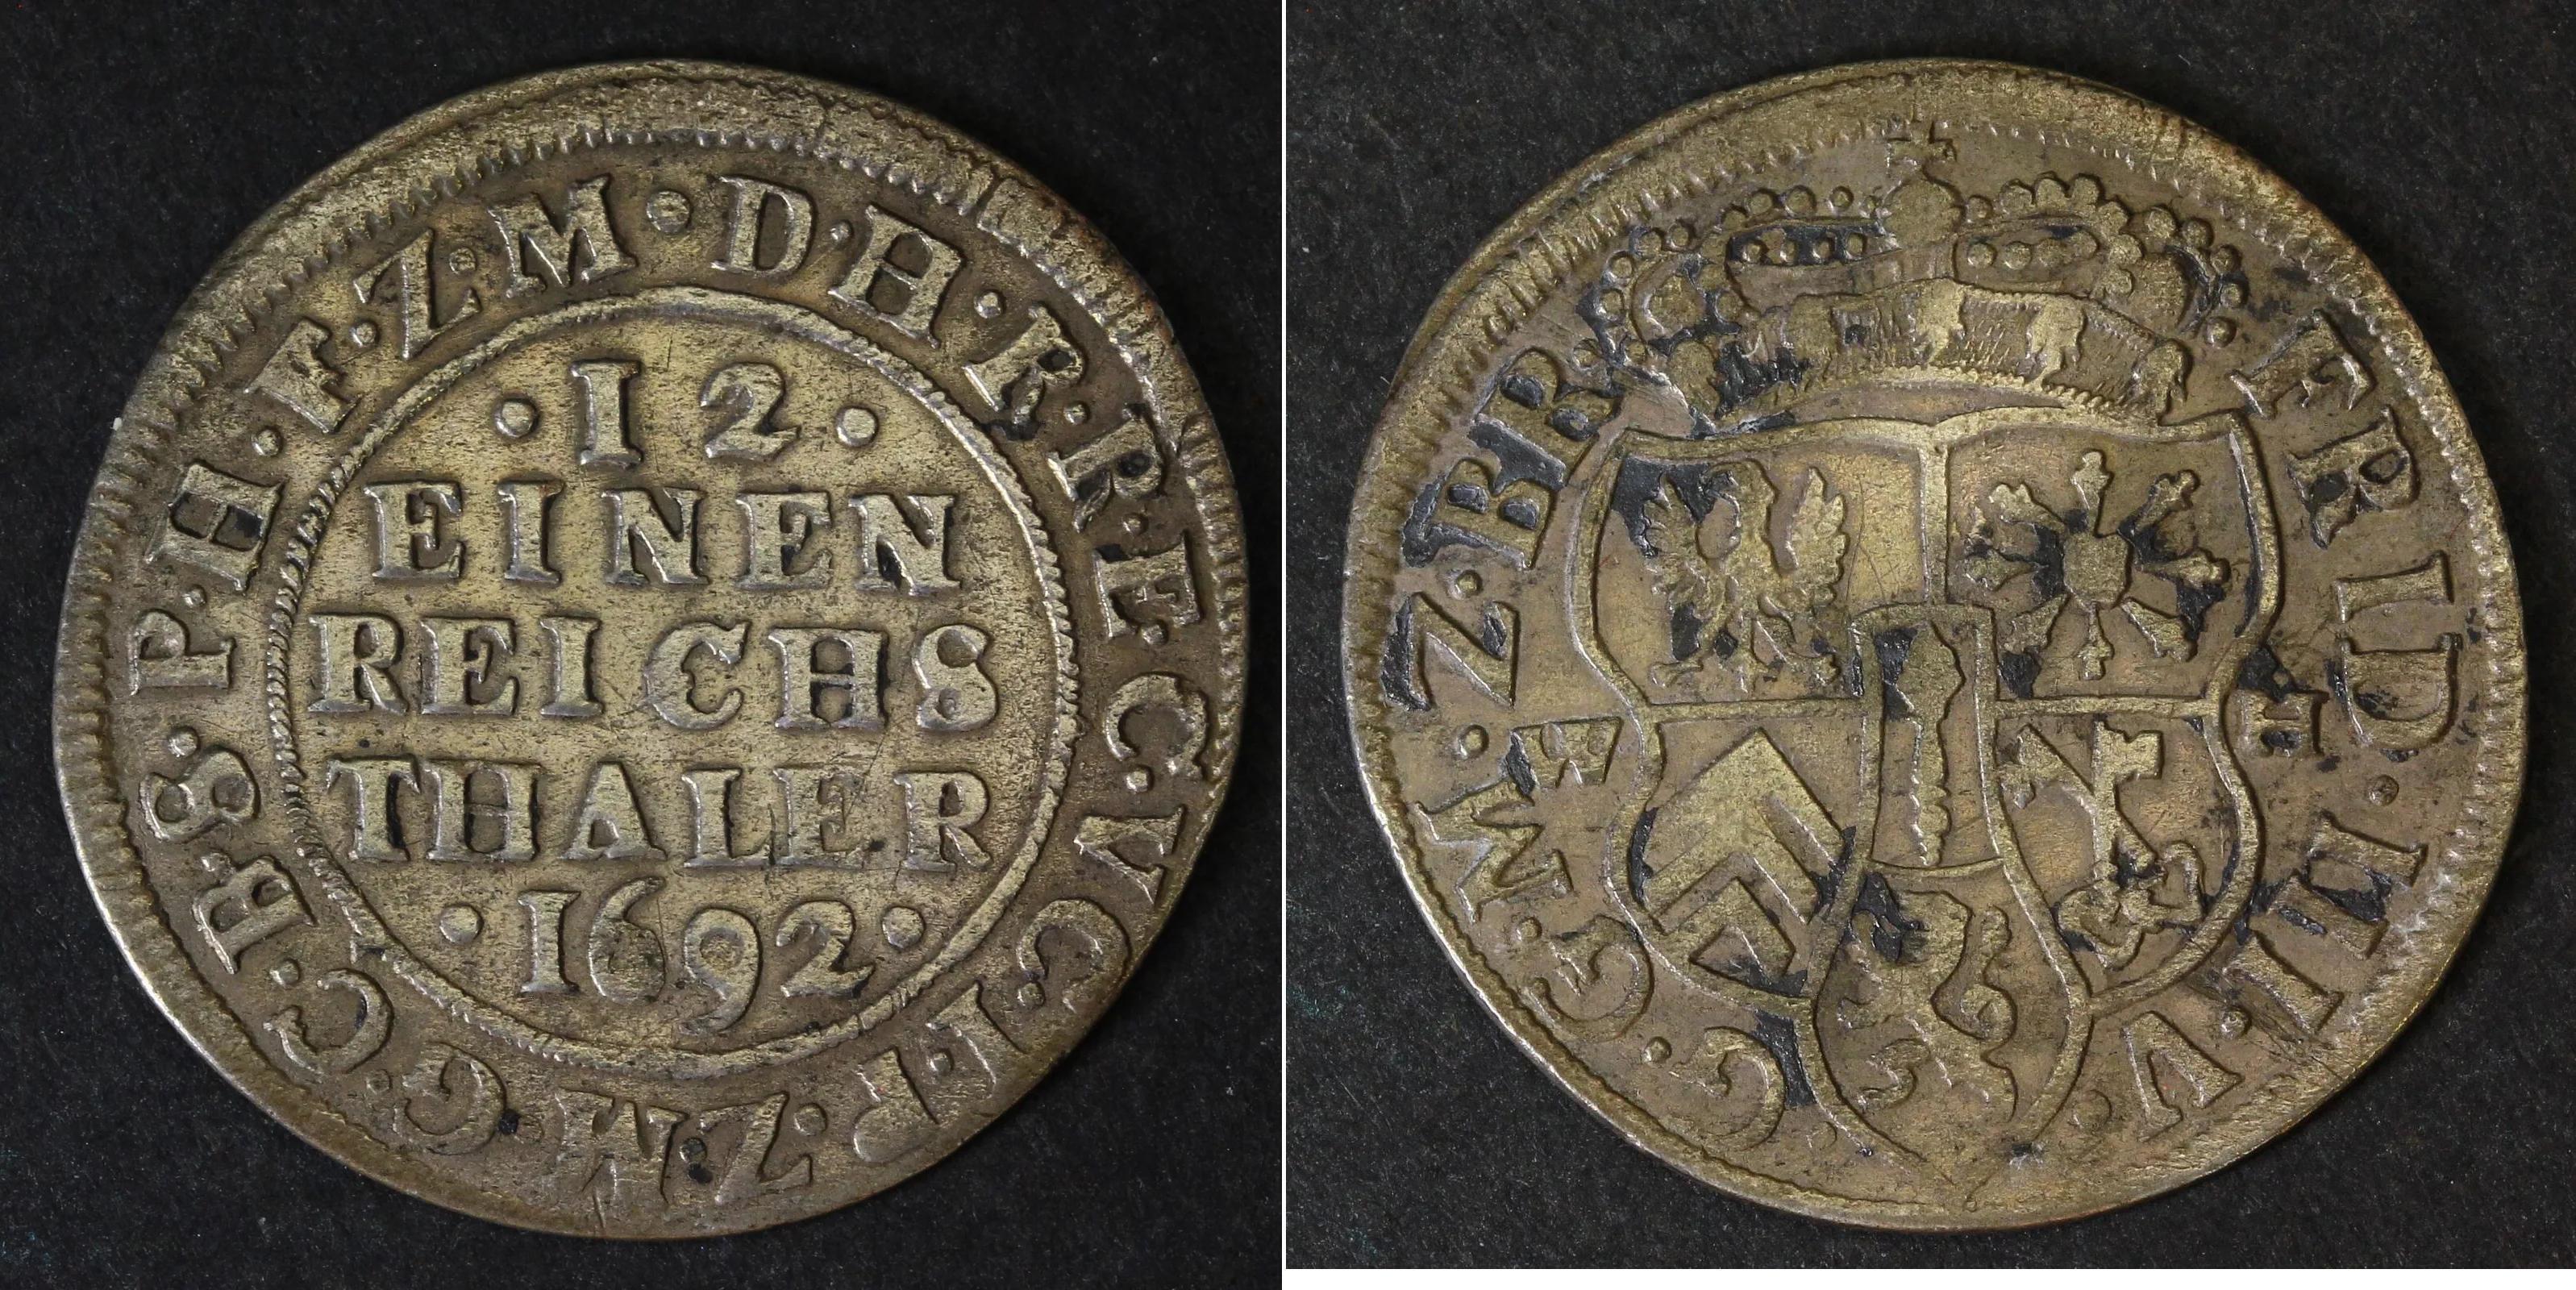 D·H·R·R·E·C·V·C·F·P·Z·M·G·C·B·S·P·H·F·Z·M·
·12·
EINEN
REICHS
THALER
·1692·
FRID·III·V·G·G·M·Z·BR·
W E